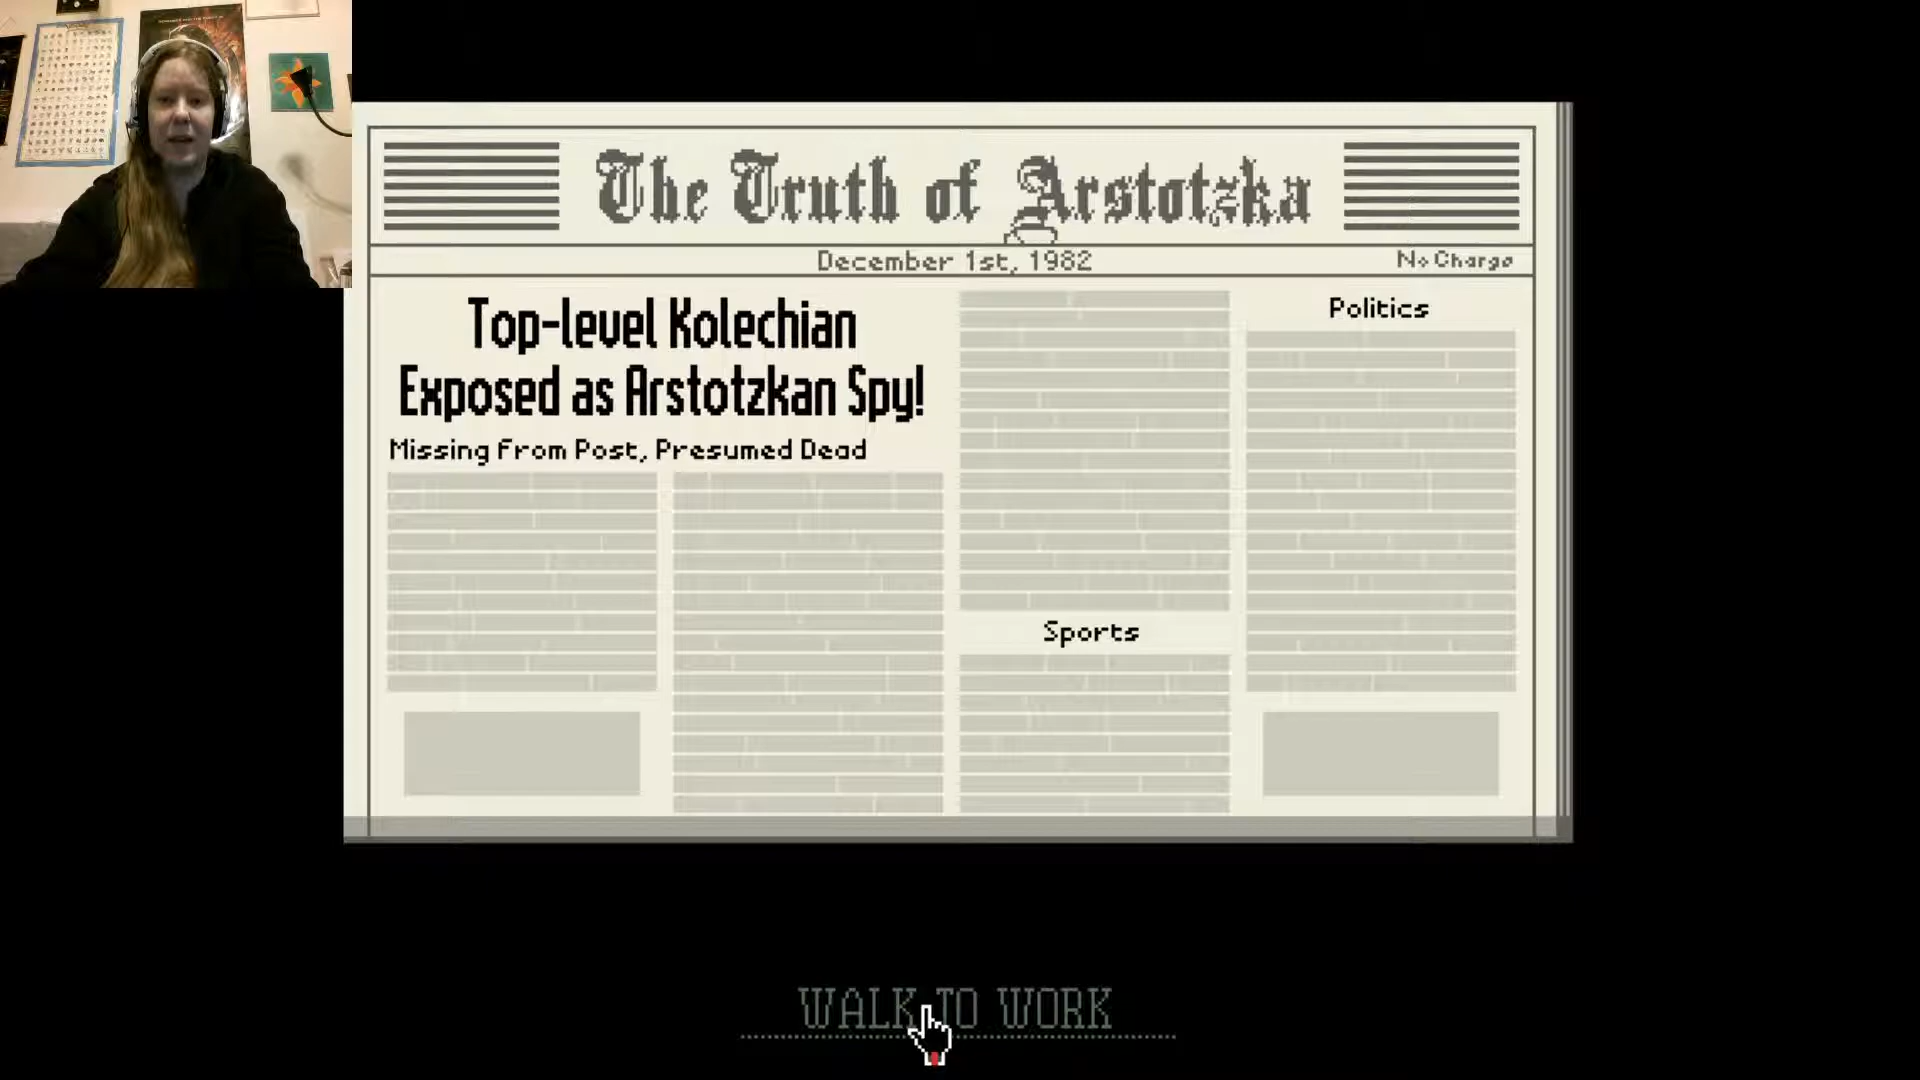 The Truth of Arstotzka
December 1st, 1982
No Charge
Top-level Kolechian
Exposed as Arstotzkan Spy!
Missing From Post, Presumed Dead
Politics
Sports
WALK TO WORK